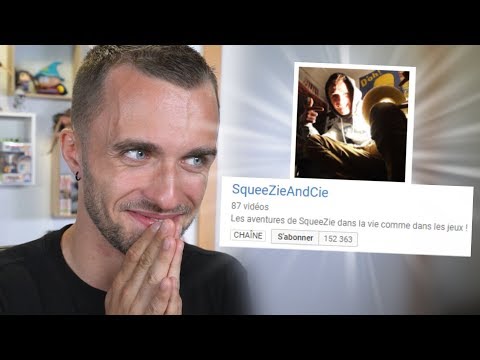 SqueeZieAndCie
87 vidéos
Les aventures de SqueeZie dans la vie comme dans les jeux !
CHAÎNE S'abonner 152 363